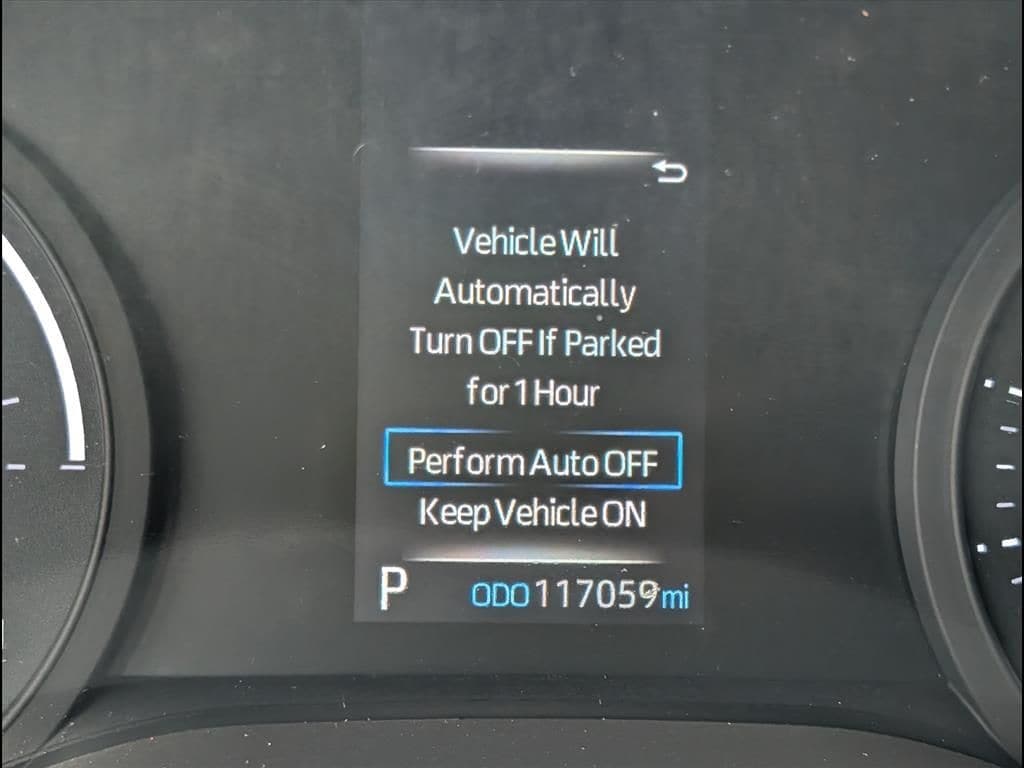 Vehicle Will
Automatically
Turn OFF If Parked
for 1 Hour
Perform Auto OFF
Keep Vehicle ON
P ODO 117059 mi